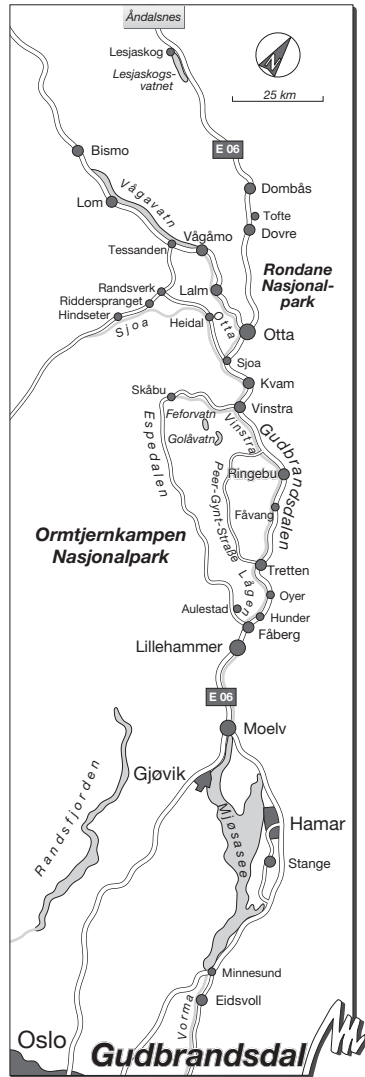 Åndalsnes
Lesjaskog
Lesjaskogs-
vatnet
25 km
E 06
Bismo
Dombås
Vågavatn
Tofte
Lom
Dovre
Vågåmo
Tessanden
Rondane
Nasjonal-
park
Randsverk
Lalm
Ridderspranget
Hindseter
Sjoa
Heidal
Otta
Otta
Sjoa
Kvam
Skåbu
Vinstra
Feforvatn
Vinstra
Golåvatn
Espedalen
Gudbrandsdalen
Ringebu
Peer-Gynt-Straße
Fåvang
Ormtjernkampen
Nasjonalpark
Tretten
Lågen
Oyer
Aulestad
Hunder
Fåberg
Lillehammer
E 06
Moelv
Gjøvik
Randsfjorden
Mjøsasee
Hamar
Stange
Minnesund
Vorma
Eidsvoll
Oslo
Gudbrandsdal